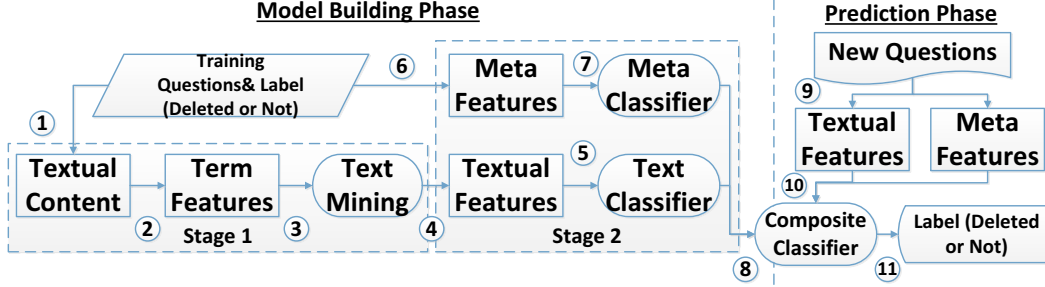 Model Building Phase
Prediction Phase
Training
Questions& Label
(Deleted or Not)
6
7
Meta
Features
Meta
Classifier
New Questions
9
1
Textual
Content
Term
Features
Text
Mining
5
Textual
Features
Text
Classifier
Textual
Features
Meta
Features
10
2
3
4
Stage 1
Stage 2
8
Composite
Classifier
11
Label (Deleted
or Not)